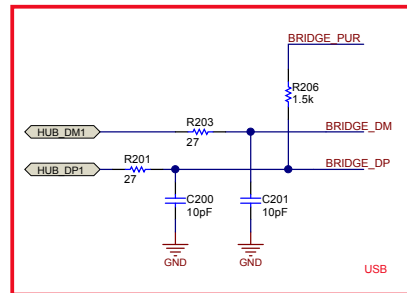 BRIDGE_PUR
R206
1.5k
R203
HUB_DM1
27
BRIDGE_DM
R201
HUB_DP1
27
BRIDGE_DP
C200
10pF
C201
10pF
GND
GND
USB